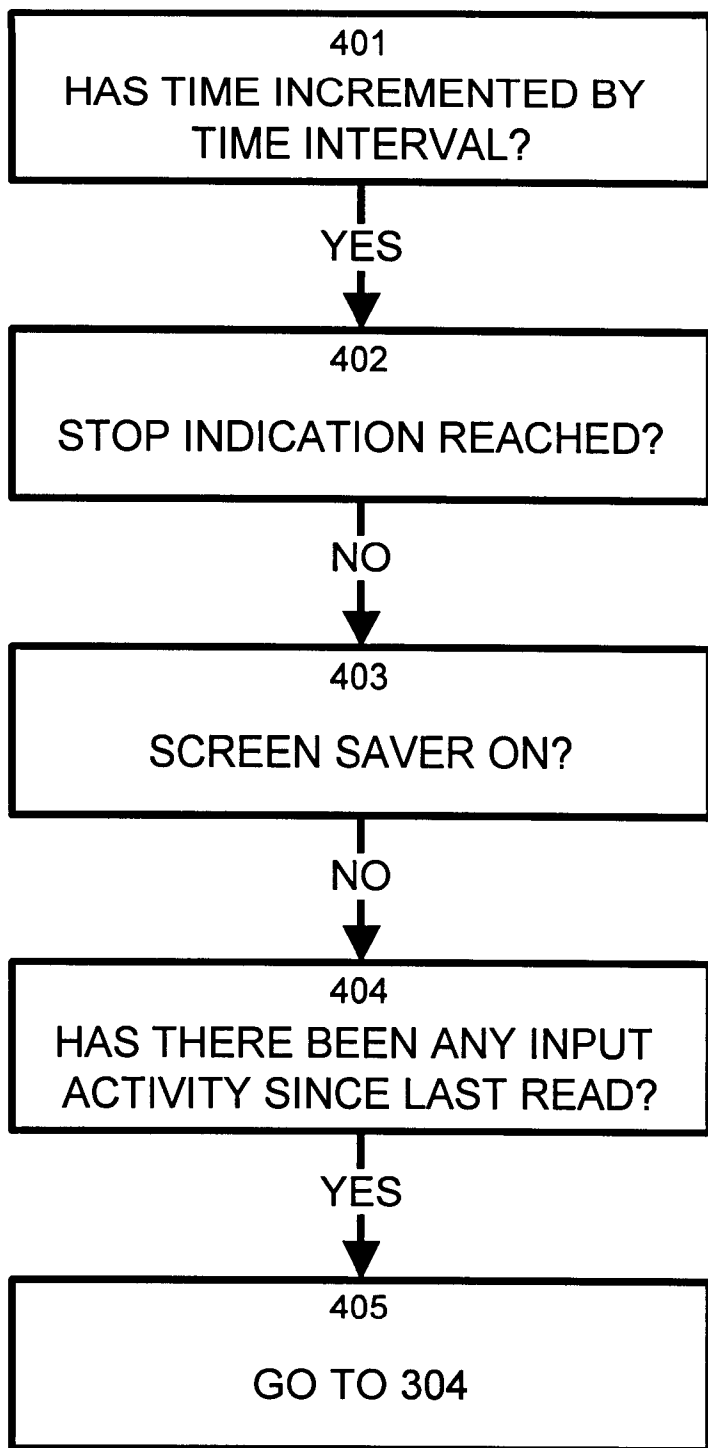 401
HAS TIME INCREMENTED BY
TIME INTERVAL?
YES
402
STOP INDICATION REACHED?
NO
403
SCREEN SAVER ON?
NO
404
HAS THERE BEEN ANY INPUT
ACTIVITY SINCE LAST READ?
YES
405
GO TO 304